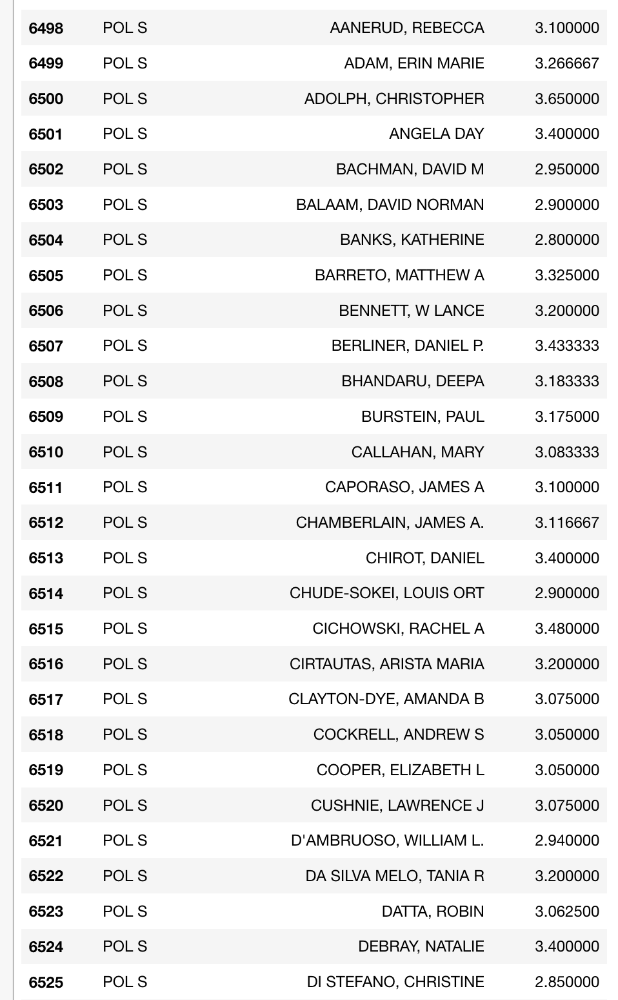 6498 POL S AANERUD, REBECCA 3.100000
6499 POL S ADAM, ERIN MARIE 3.266667
6500 POL S ADOLPH, CHRISTOPHER 3.650000
6501 POL S ANGELA DAY 3.400000
6502 POL S BACHMAN, DAVID M 2.950000
6503 POL S BALAAM, DAVID NORMAN 2.900000
6504 POL S BANKS, KATHERINE 2.800000
6505 POL S BARRETO, MATTHEW A 3.325000
6506 POL S BENNETT, W LANCE 3.200000
6507 POL S BERLINER, DANIEL P. 3.433333
6508 POL S BHANDARU, DEEPA 3.183333
6509 POL S BURSTEIN, PAUL 3.175000
6510 POL S CALLAHAN, MARY 3.083333
6511 POL S CAPORASO, JAMES A 3.100000
6512 POL S CHAMBERLAIN, JAMES A. 3.116667
6513 POL S CHIROT, DANIEL 3.400000
6514 POL S CHUDE-SOKEI, LOUIS ORT 2.900000
6515 POL S CICHOWSKI, RACHEL A 3.480000
6516 POL S CIRTAUTAS, ARISTA MARIA 3.200000
6517 POL S CLAYTON-DYE, AMANDA B 3.075000
6518 POL S COCKRELL, ANDREW S 3.050000
6519 POL S COOPER, ELIZABETH L 3.050000
6520 POL S CUSHNIE, LAWRENCE J 3.075000
6521 POL S D'AMBRUOSO, WILLIAM L. 2.940000
6522 POL S DA SILVA MELO, TANIA R 3.200000
6523 POL S DATTA, ROBIN 3.062500
6524 POL S DEBRAY, NATALIE 3.400000
6525 POL S DI STEFANO, CHRISTINE 2.850000